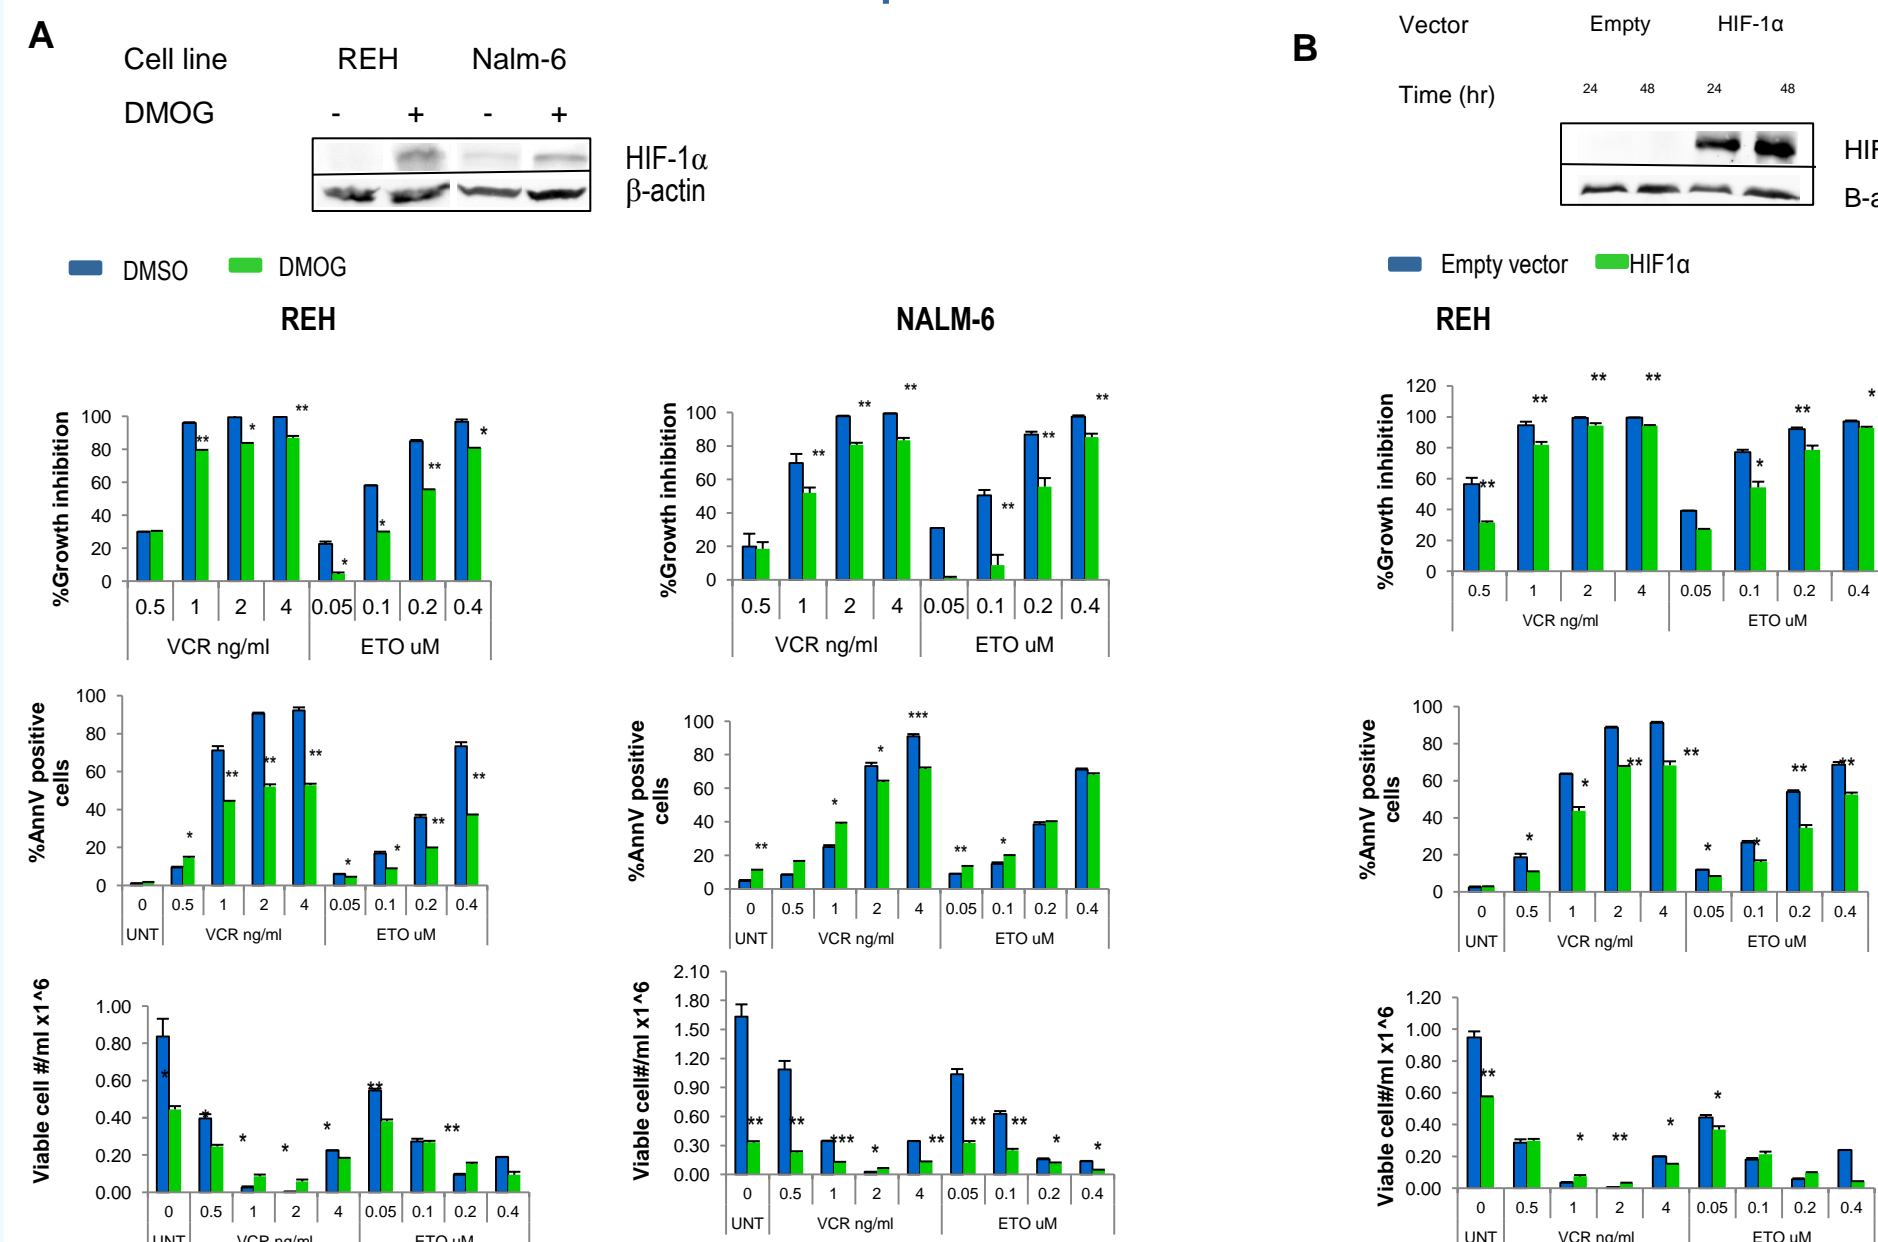 A
Cell line REH Nalm-6
DMOG - + - +
HIF-1α
β-actin
DMSO DMOG
REH
NALM-6
%Growth inhibition
100
80
60
40
20
0
** * ** * * ** *
0.5 1 2 4 0.05 0.1 0.2 0.4
VCR ng/ml ETO uM
%Growth inhibition
100
80
60
40
20
0
** ** ** ** ** **
0.5 1 2 4 0.05 0.1 0.2 0.4
VCR ng/ml ETO uM
%AnnV positive
cells
100
80
60
40
20
0
* ** ** ** * * ** **
0 0.5 1 2 4 0.05 0.1 0.2 0.4
UNT VCR ng/ml ETO uM
%AnnV positive
cells
100
80
60
40
20
0
** * * *** ** *
0 0.5 1 2 4 0.05 0.1 0.2 0.4
UNT VCR ng/ml ETO uM
Viable cell #/ml x1^6
1.00
0.80
0.60
0.40
0.20
0.00
* * * * * ** **
0 0.5 1 2 4 0.05 0.1 0.2 0.4
UNT VCR ng/ml ETO uM
Viable cell#/ml x1^6
2.10
1.80
1.50
1.20
0.90
0.60
0.30
0.00
** ** *** * ** ** ** * *
0 0.5 1 2 4 0.05 0.1 0.2 0.4
UNT VCR ng/ml ETO uM
B
Vector Empty HIF-1α
Time (hr) 24 48 24 48
HIF
B-a
Empty vector HIF1α
REH
%Growth inhibition
120
100
80
60
40
20
0
** ** ** ** * ** *
0.5 1 2 4 0.05 0.1 0.2 0.4
VCR ng/ml ETO uM
%AnnV positive
cells
100
80
60
40
20
0
* * ** ** * * ** **
0 0.5 1 2 4 0.05 0.1 0.2 0.4
UNT VCR ng/ml ETO uM
Viable cell#/ml x1^6
1.20
1.00
0.80
0.60
0.40
0.20
0.00
** * ** * *
0 0.5 1 2 4 0.05 0.1 0.2 0.4
UNT VCR ng/ml ETO uM